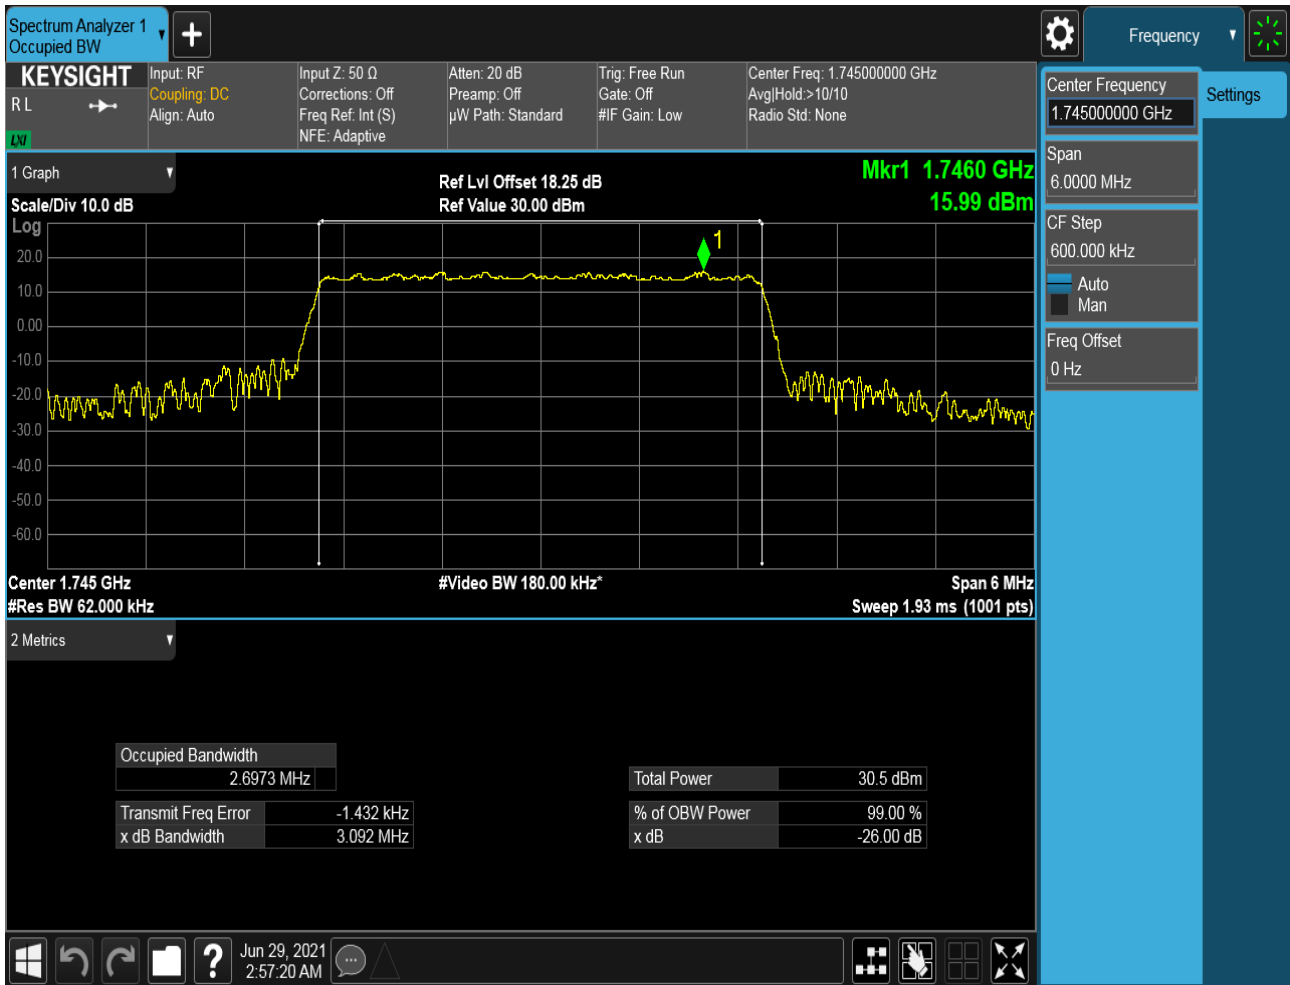 Spectrum Analyzer 1
Occupied BW
Frequency
KEYSIGHT
R L
LXI
Input: RF
Coupling: DC
Align: Auto
Input Z: 50 Ω
Corrections: Off
Freq Ref: Int (S)
NFE: Adaptive
Atten: 20 dB
Preamp: Off
µW Path: Standard
Trig: Free Run
Gate: Off
#IF Gain: Low
Center Freq: 1.745000000 GHz
Avg|Hold:>10/10
Radio Std: None
Center Frequency
1.745000000 GHz
Settings
Span
6.0000 MHz
CF Step
600.000 kHz
Auto
Man
Freq Offset
0 Hz
1 Graph
Scale/Div 10.0 dB
Ref Lvl Offset 18.25 dB
Ref Value 30.00 dBm
Mkr1 1.7460 GHz
15.99 dBm
Log
1
20.0
10.0
0.00
-10.0
-20.0
-30.0
-40.0
-50.0
-60.0
Center 1.745 GHz
#Video BW 180.00 kHz*
Span 6 MHz
#Res BW 62.000 kHz
Sweep 1.93 ms (1001 pts)
2 Metrics
Occupied Bandwidth
2.6973 MHz
Total Power 30.5 dBm
Transmit Freq Error -1.432 kHz
% of OBW Power 99.00 %
x dB Bandwidth 3.092 MHz
x dB -26.00 dB
?
Jun 29, 2021
2:57:20 AM